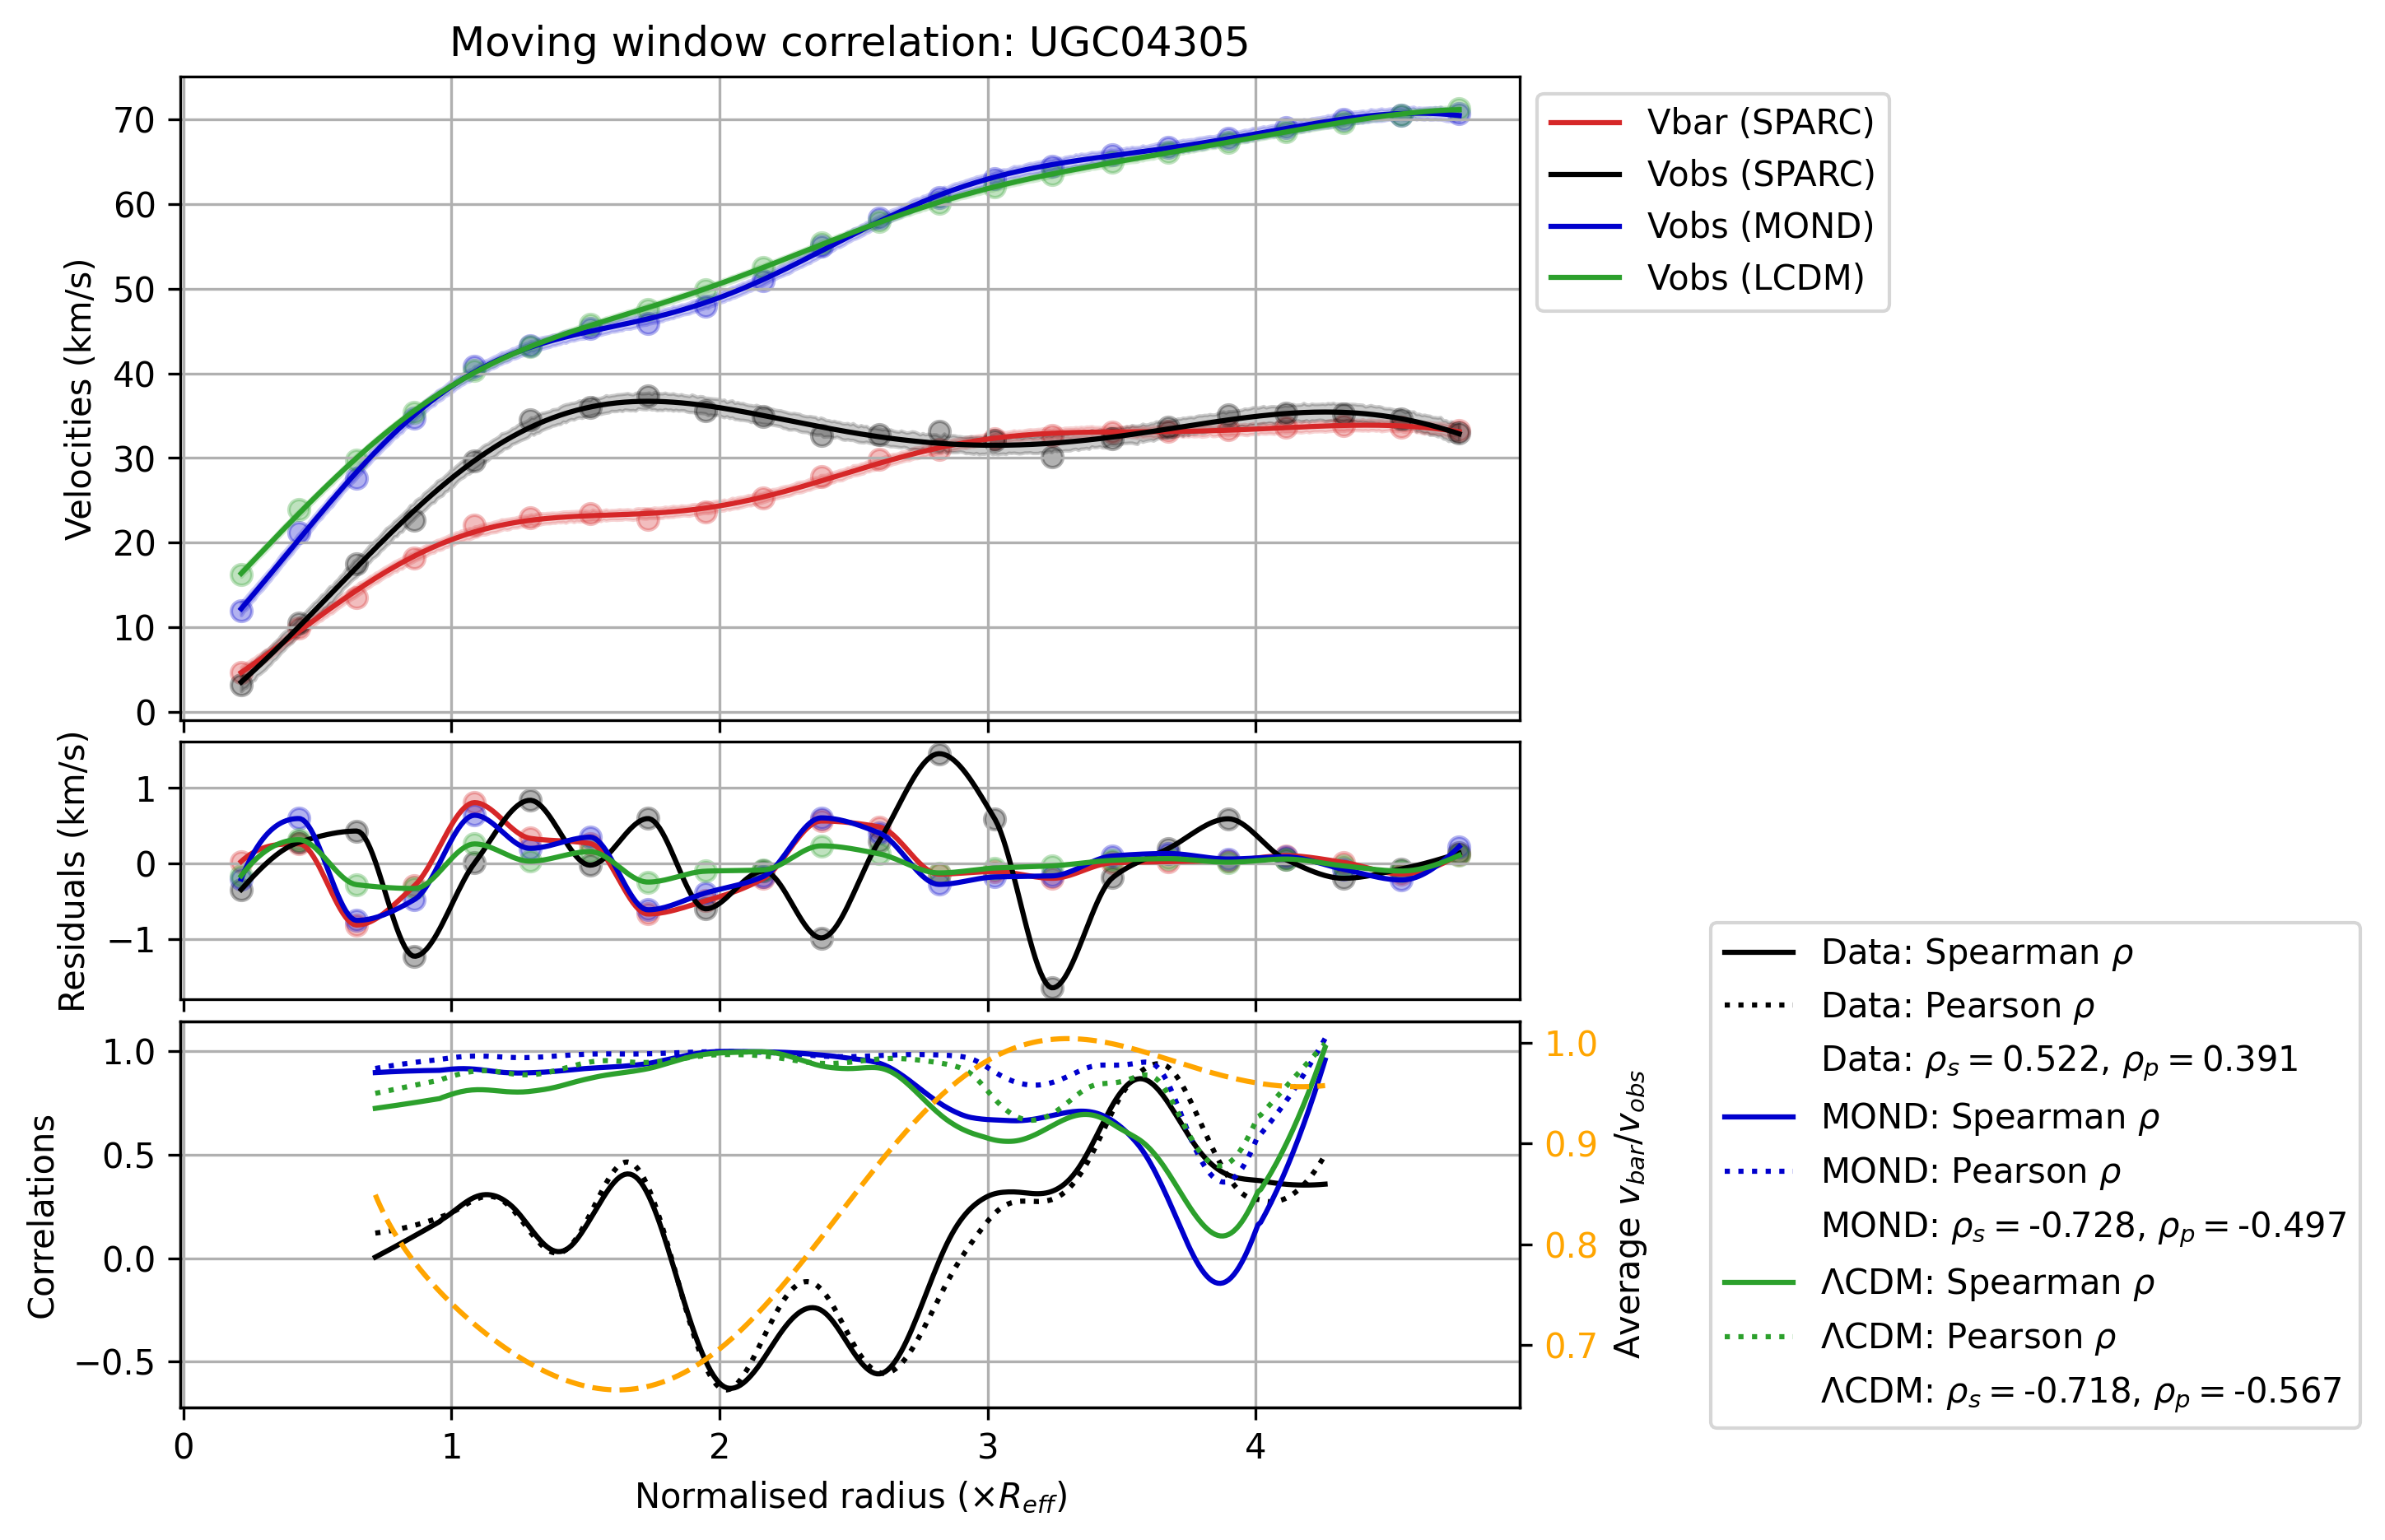 Moving window correlation: UGC04305
Velocities (km/s)
70
60
50
40
30
20
10
0
Vbar (SPARC)
Vobs (SPARC)
Vobs (MOND)
Vobs (LCDM)
Residuals (km/s)
1
0
−1
Correlations
1.0
0.5
0.0
−0.5
1.0
0.9
0.8
0.7
Average v_bar/v_obs
0 1 2 3 4
Normalised radius (×R_eff)
Data: Spearman ρ
Data: Pearson ρ
Data: ρ_s = 0.522, ρ_p = 0.391
MOND: Spearman ρ
MOND: Pearson ρ
MOND: ρ_s = -0.728, ρ_p = -0.497
ΛCDM: Spearman ρ
ΛCDM: Pearson ρ
ΛCDM: ρ_s = -0.718, ρ_p = -0.567